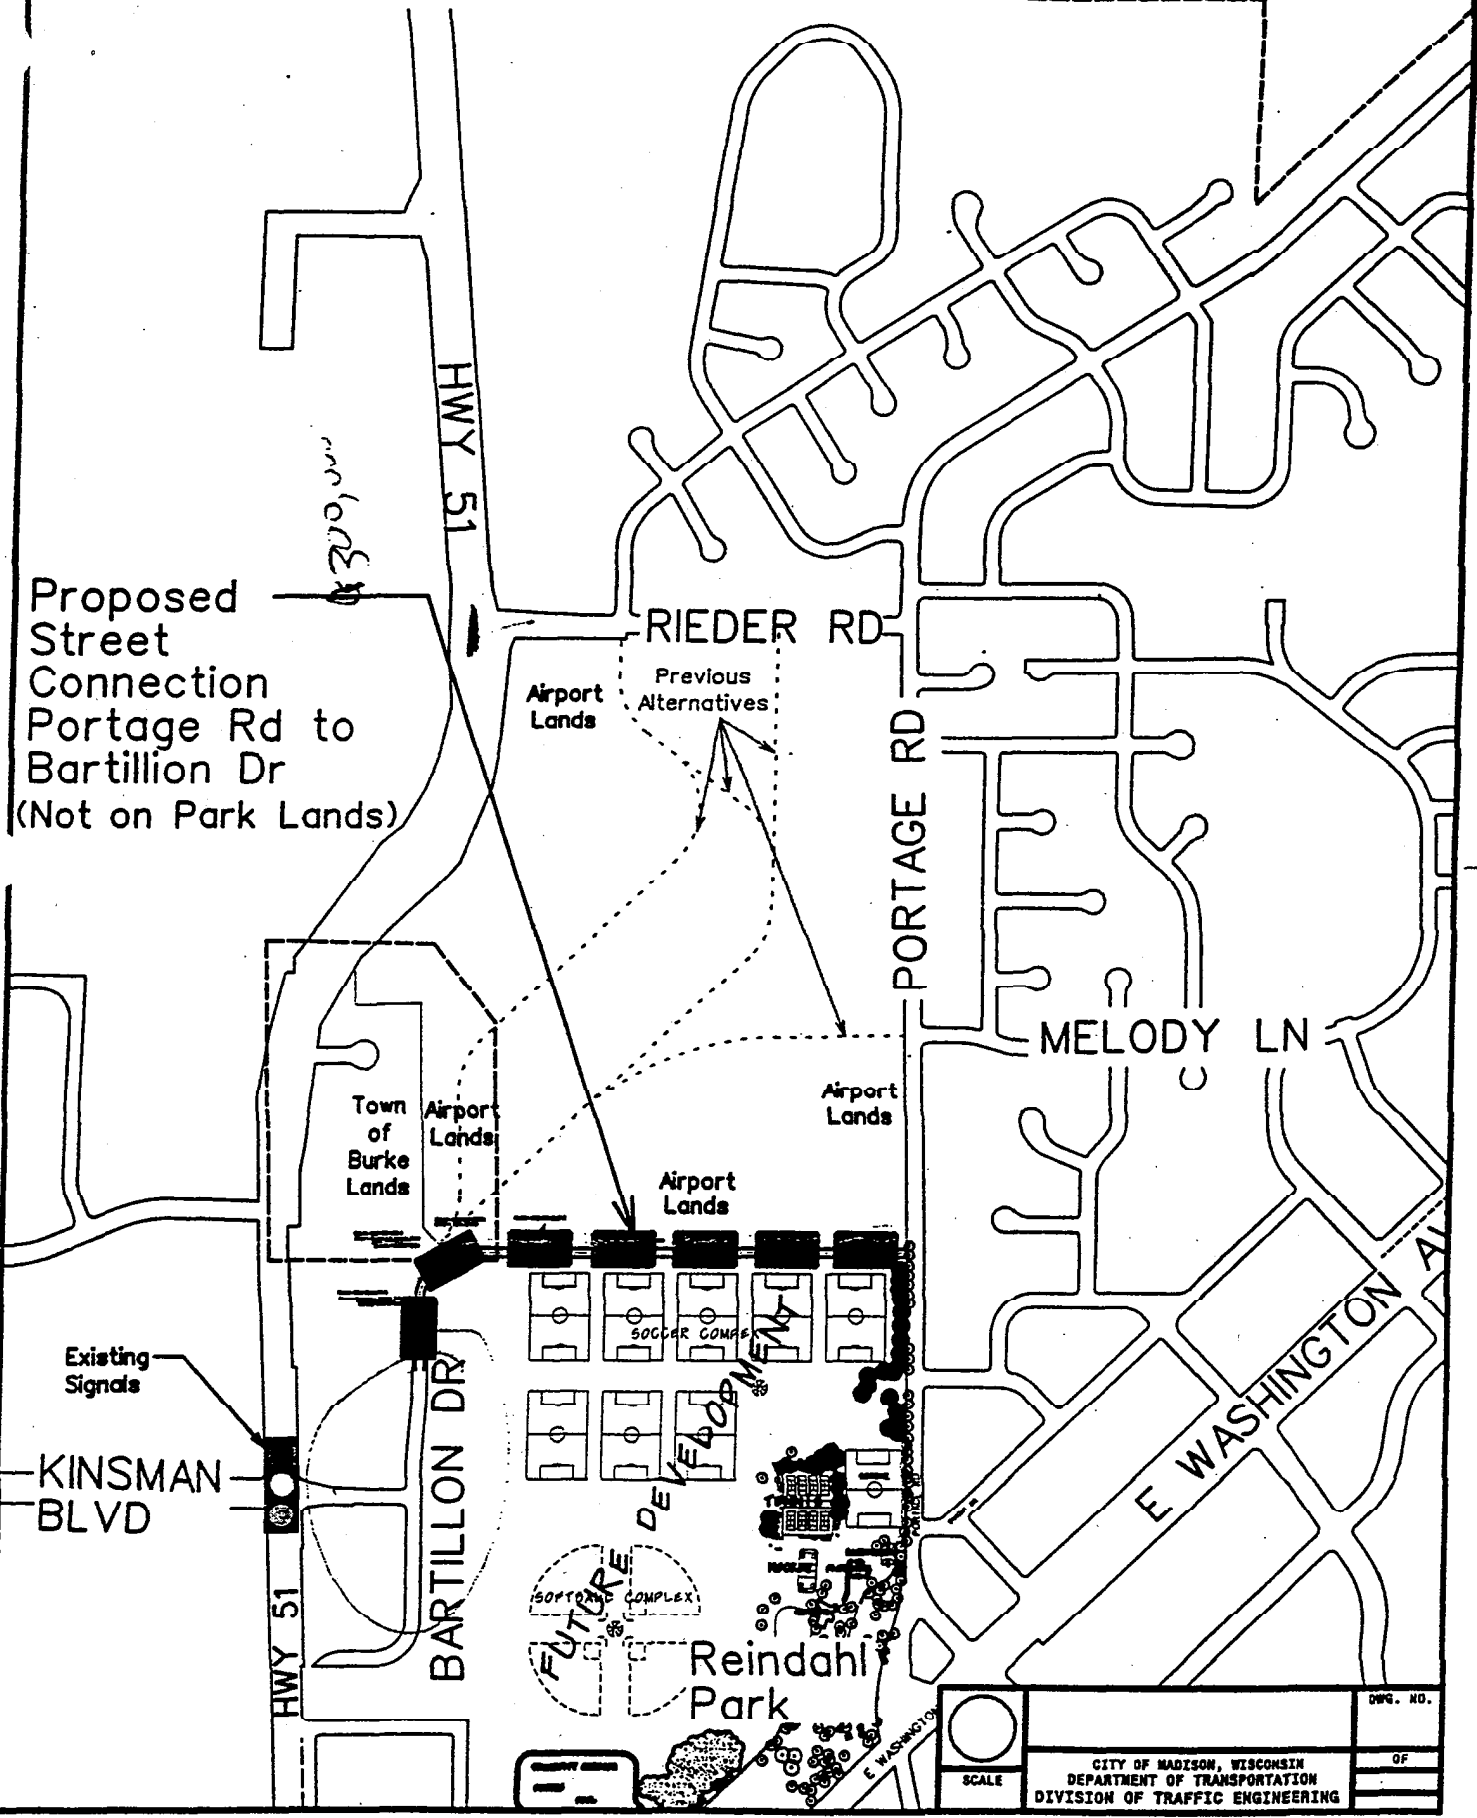 HWY 51
Proposed
Street
Connection
Portage Rd to
Bartillion Dr
(Not on Park Lands)
RIEDER RD
Previous
Alternatives
Airport
Lands
PORTAGE RD
MELODY LN
Airport
Lands
Town
of
Burke
Lands
Airport
Lands
Airport
Lands
E WASHINGTON
SOCCER COMPLEX
Existing
Signals
KINSMAN
BLVD
BARTILLON DR
FUTURE DEVELOPMENT
SOFTBALL COMPLEX
HWY 51
Reindahl
Park
E WASHINGTON
DWG. NO.
OF
SCALE
CITY OF MADISON, WISCONSIN
DEPARTMENT OF TRANSPORTATION
DIVISION OF TRAFFIC ENGINEERING